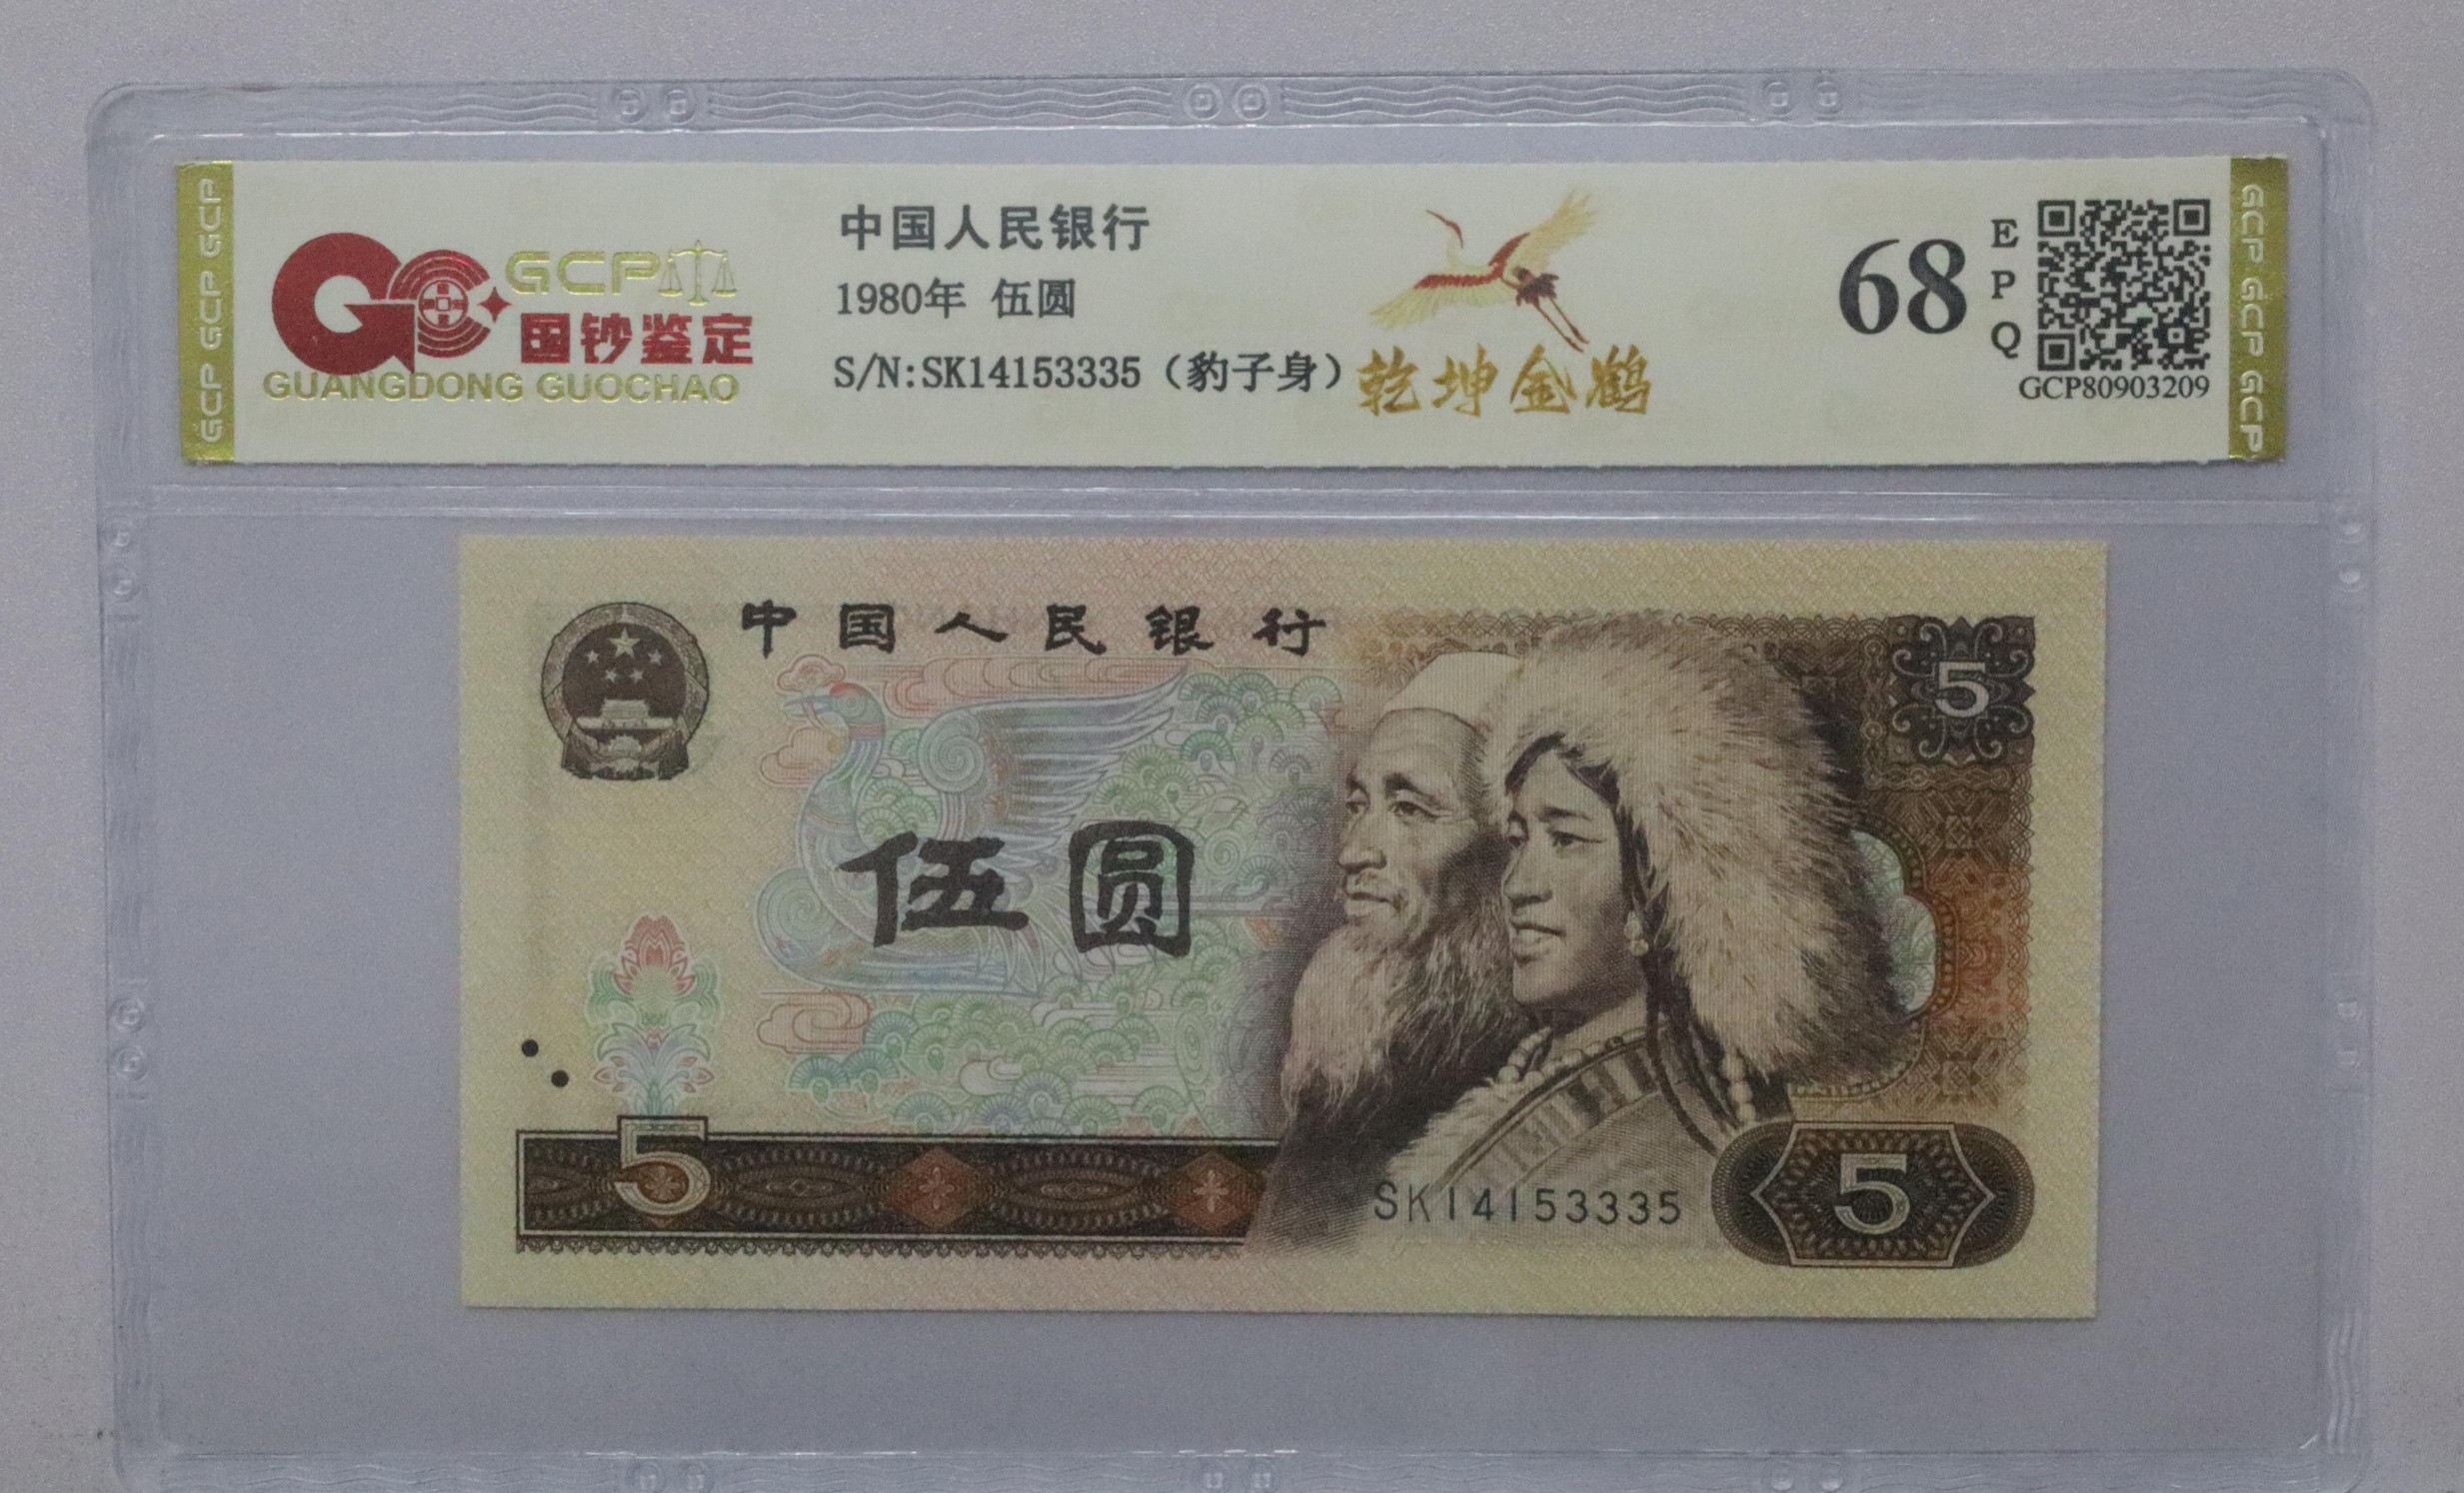 GCP GCP GCP
GCP
国钞鉴定
GUANGDONG GUOCHAO
中国人民银行
1980年 伍圆
S/N:SK14153335（豹子身）
乾坤金鹤
68
EPQ
GCP80903209
GCP GCP GCP
中国人民银行
5
伍圆
5
SK14153335
5